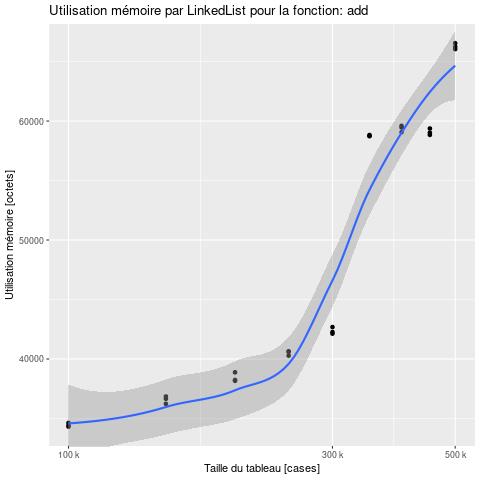 Utilisation mémoire par LinkedList pour la fonction: add
Utilisation mémoire [octets]
60000
50000
40000
100 k
300 k
500 k
Taille du tableau [cases]